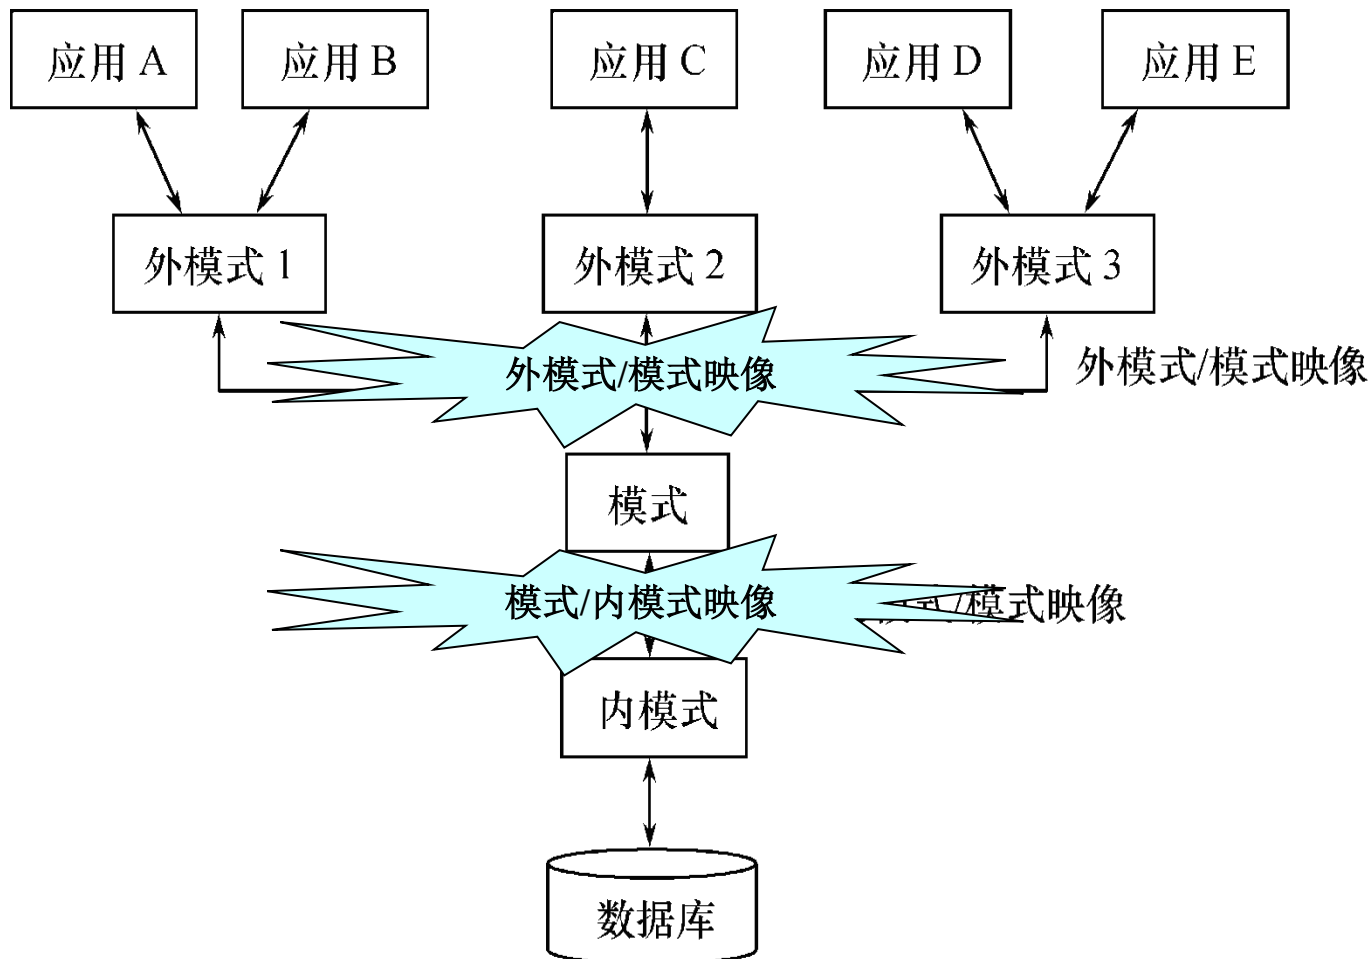 应用 A
应用 B
应用 C
应用 D
应用 E
外模式 1
外模式 2
外模式 3
外模式/模式映像
外模式/模式映像
模式
模式/内模式映像
模式/模式映像
内模式
数据库